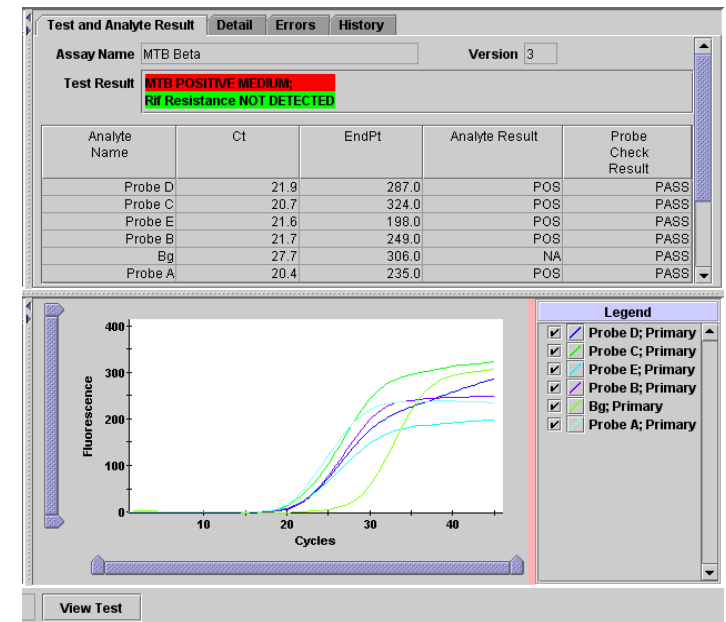 Test and Analyte Result Detail Errors History
Assay Name MTB Beta Version 3
Test Result MTB POSITIVE MEDIUM;
Rif Resistance NOT DETECTED
Analyte Name Ct EndPt Analyte Result Probe Check Result
Probe D 21.9 287.0 POS PASS
Probe C 20.7 324.0 POS PASS
Probe E 21.6 198.0 POS PASS
Probe B 21.7 249.0 POS PASS
Bg 27.7 306.0 NA PASS
Probe A 20.4 235.0 POS PASS
Legend
Probe D; Primary
Probe C; Primary
Probe E; Primary
Probe B; Primary
Bg; Primary
Probe A; Primary
400
300
200
100
0
Fluorescence
10 20 30 40
Cycles
View Test